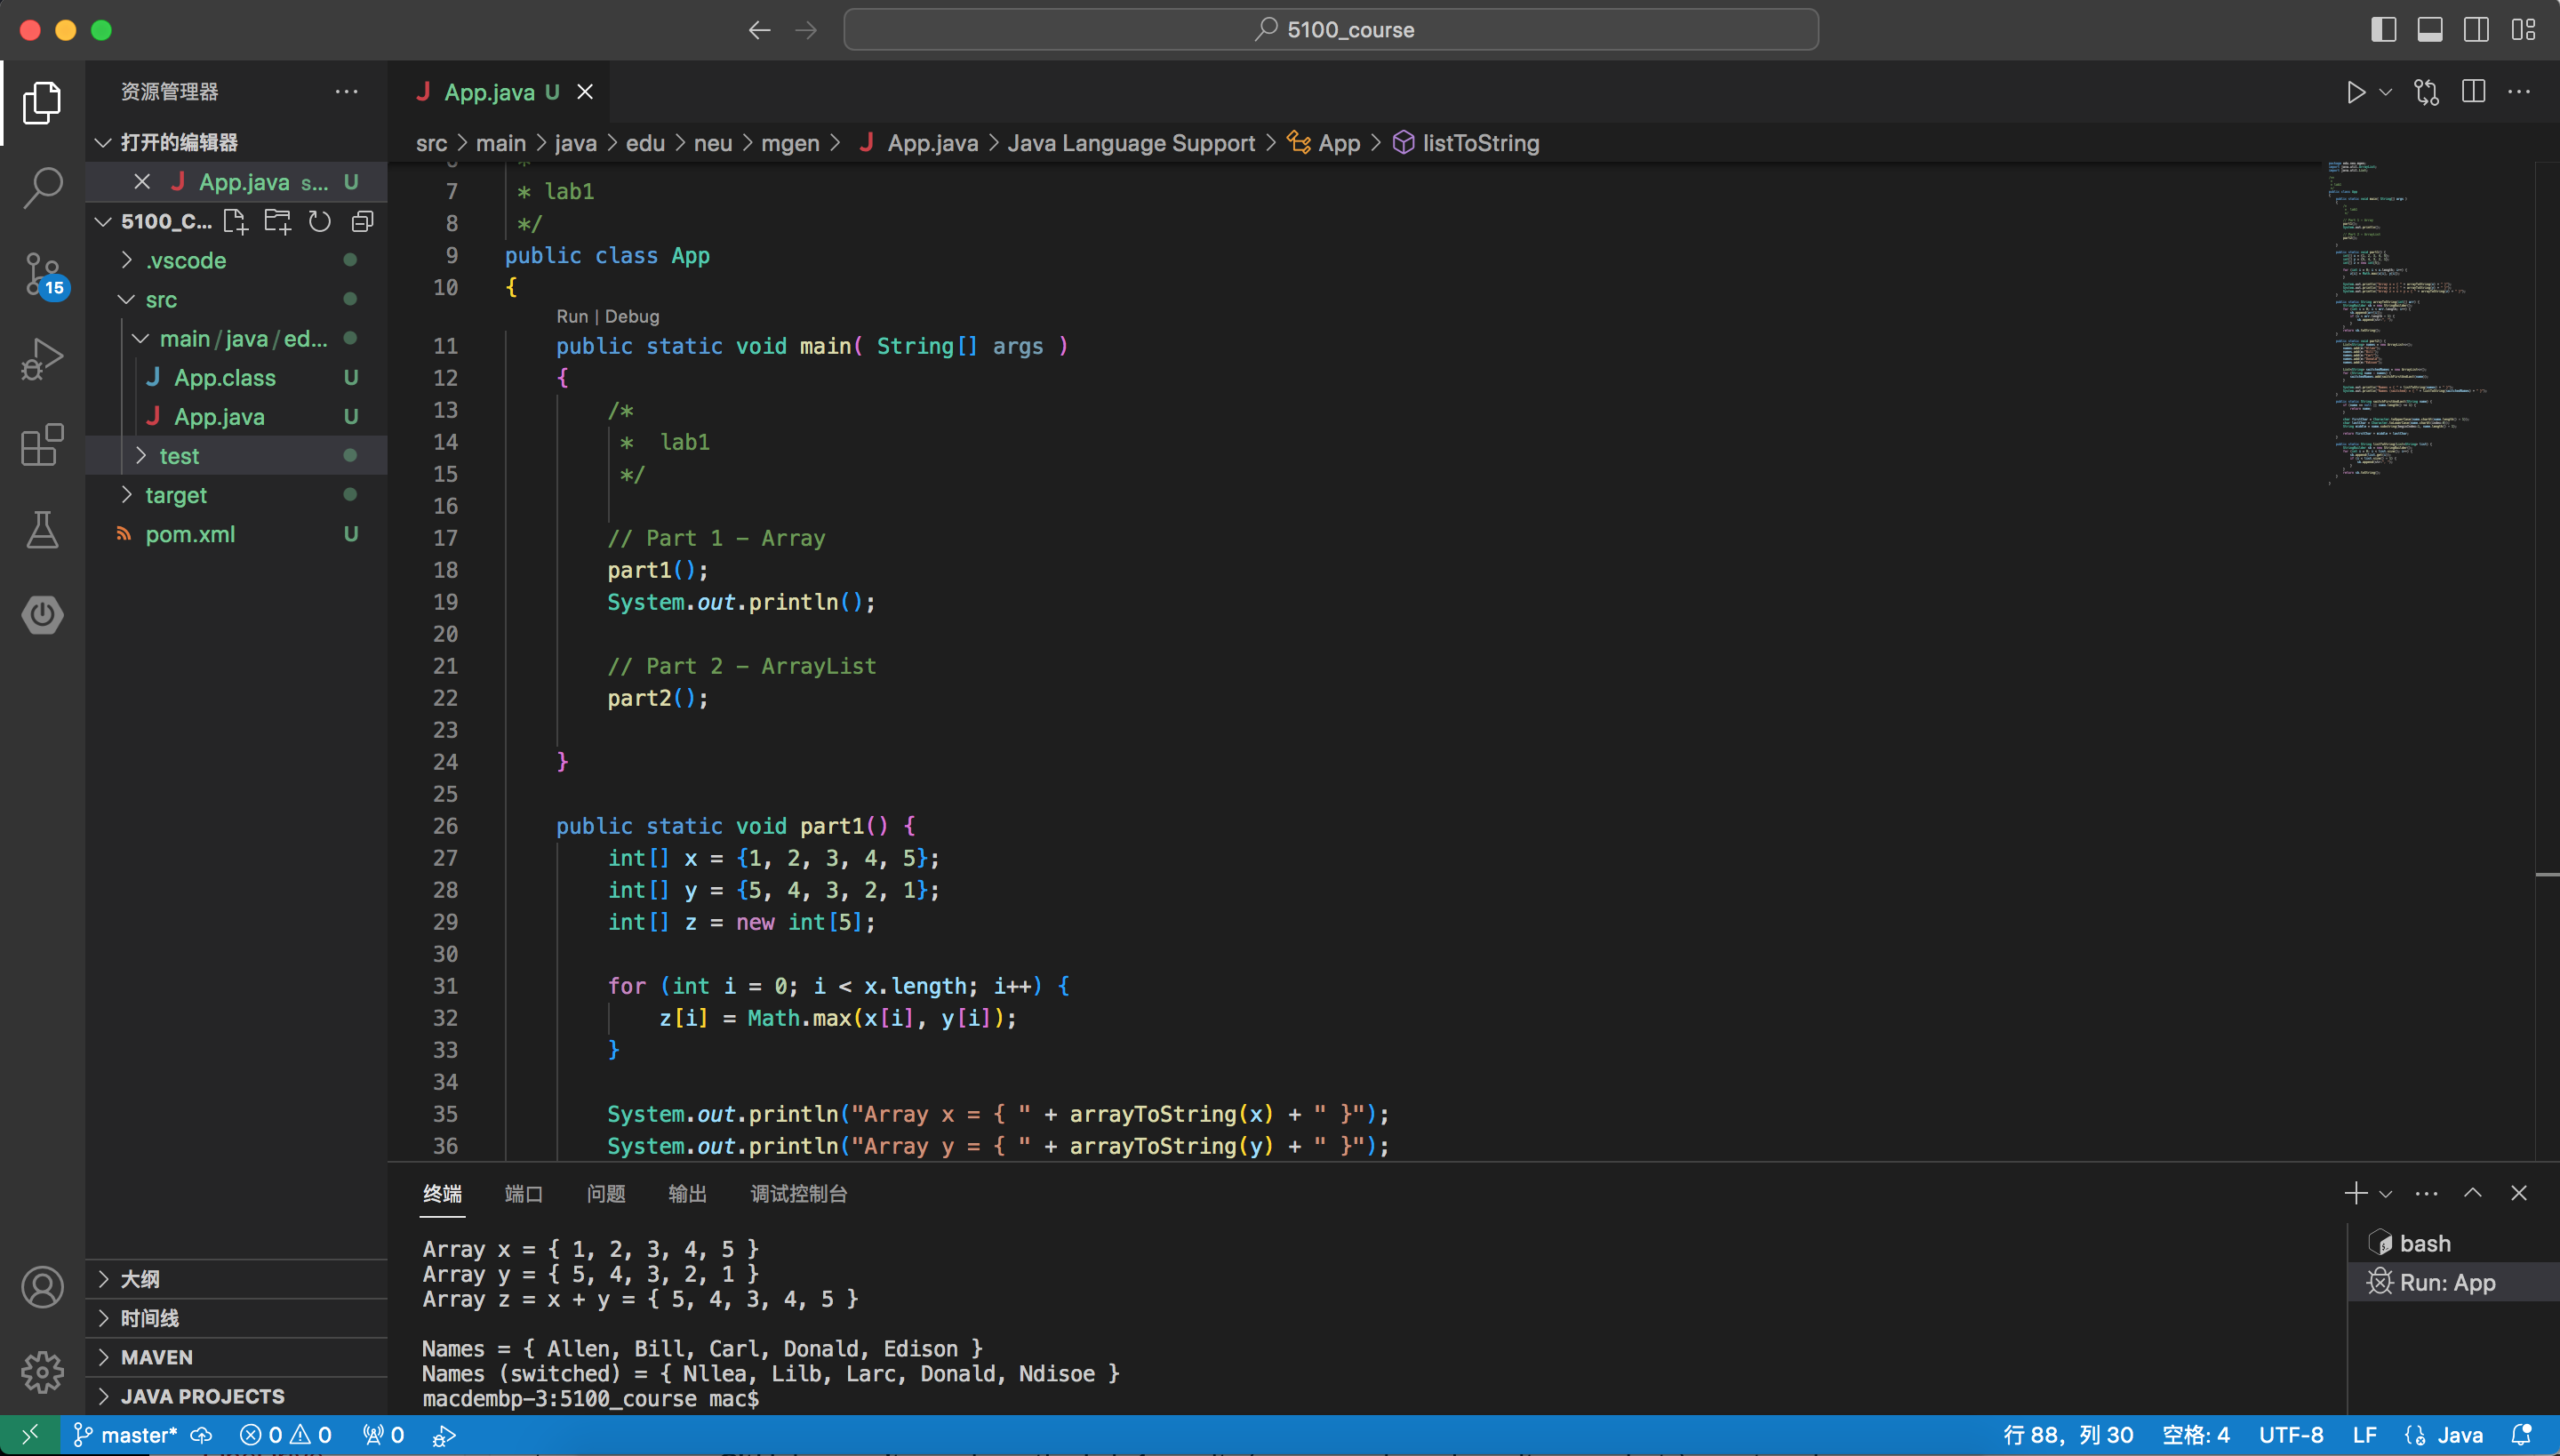 5100_course
资源管理器
打开的编辑器
App.java s... U
5100_C...
.vscode
src
main/java/ed...
App.class U
App.java U
test
target
pom.xml U
15
大纲
时间线
MAVEN
JAVA PROJECTS
App.java U
src > main > java > edu > neu > mgen > App.java > Java Language Support > App > listToString
7 * lab1
8 */
9 public class App
10 {
Run | Debug
11 public static void main( String[] args )
12 {
13 /*
14 *  lab1
15 */
16
17 // Part 1 - Array
18 part1();
19 System.out.println();
20
21 // Part 2 - ArrayList
22 part2();
23
24 }
25
26 public static void part1() {
27 int[] x = {1, 2, 3, 4, 5};
28 int[] y = {5, 4, 3, 2, 1};
29 int[] z = new int[5];
30
31 for (int i = 0; i < x.length; i++) {
32 z[i] = Math.max(x[i], y[i]);
33 }
34
35 System.out.println("Array x = { " + arrayToString(x) + " }");
36 System.out.println("Array y = { " + arrayToString(y) + " }");
终端 端口 问题 输出 调试控制台
Array x = { 1, 2, 3, 4, 5 }
Array y = { 5, 4, 3, 2, 1 }
Array z = x + y = { 5, 4, 3, 4, 5 }
Names = { Allen, Bill, Carl, Donald, Edison }
Names (switched) = { Nllea, Lilb, Larc, Donald, Ndisoe }
macdembp-3:5100_course mac$
bash
Run: App
master* 0 0 0 行 88，列 30 空格: 4 UTF-8 LF Java